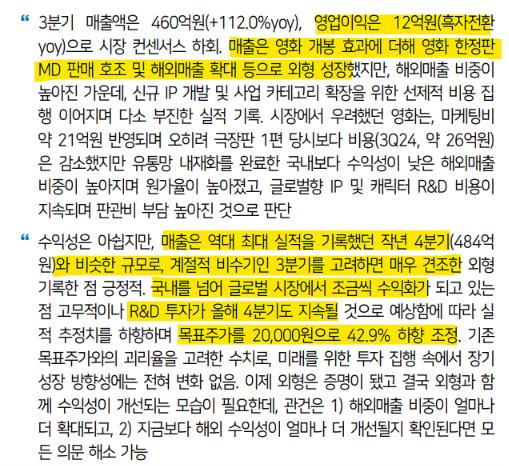 “ 3분기 매출액은 460억원(+112.0%yoy), 영업이익은 12억원(흑자전환
yoy)으로 시장 컨센서스 하회. 매출은 영화 개봉 효과에 더해 영화 한정판
MD 판매 호조 및 해외매출 확대 등으로 외형 성장했지만, 해외매출 비중이
높아진 가운데, 신규 IP 개발 및 사업 카테고리 확장을 위한 선제적 비용 집
행 이어지며 다소 부진한 실적 기록. 시장에서 우려했던 영화는, 마케팅비
약 21억원 반영되며 오히려 극장판 1편 당시보다 비용(3Q24, 약 26억원)
은 감소했지만 유통망 내재화를 완료한 국내보다 수익성이 낮은 해외매출
비중이 높아지며 원가율이 높아졌고, 글로벌향 IP 및 캐릭터 R&D 비용이
지속되며 판관비 부담 높아진 것으로 판단
“ 수익성은 아쉽지만, 매출은 역대 최대 실적을 기록했던 작년 4분기(484억
원)와 비슷한 규모로, 계절적 비수기인 3분기를 고려하면 매우 견조한 외형
기록한 점 긍정적. 국내를 넘어 글로벌 시장에서 조금씩 수익화가 되고 있는
점 고무적이나 R&D 투자가 올해 4분기도 지속될 것으로 예상함에 따라 실
적 추정치를 하향하며 목표주가를 20,000원으로 42.9% 하향 조정. 기존
목표주가와의 괴리율을 고려한 수치로, 미래를 위한 투자 집행 속에서 장기
성장 방향성에는 전혀 변화 없음. 이제 외형은 증명이 됐고 결국 외형과 함
께 수익성이 개선되는 모습이 필요한데, 관건은 1) 해외매출 비중이 얼마나
더 확대되고, 2) 지금보다 해외 수익성이 얼마나 더 개선될지 확인된다면 모
든 의문 해소 가능